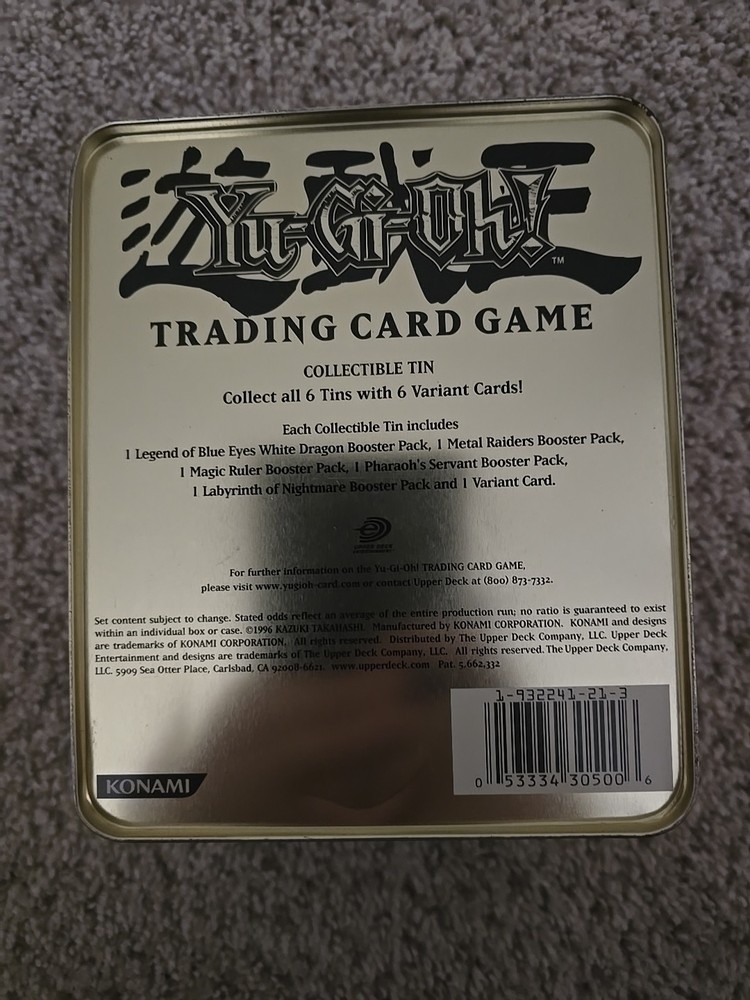 遊戯王
Yu-Gi-Oh!
TM
TRADING CARD GAME
COLLECTIBLE TIN
Collect all 6 Tins with 6 Variant Cards!
Each Collectible Tin includes
1 Legend of Blue Eyes White Dragon Booster Pack, 1 Metal Raiders Booster Pack,
1 Magic Ruler Booster Pack, 1 Pharaoh's Servant Booster Pack,
1 Labyrinth of Nightmare Booster Pack and 1 Variant Card.
UPPER DECK
ENTERTAINMENT
For further information on the Yu-Gi-Oh! TRADING CARD GAME,
please visit www.yugioh-card.com or contact Upper Deck at (800) 873-7332.
Set content subject to change. Stated odds reflect an average of the entire production run; no ratio is guaranteed to exist
within an individual box or case. ©1996 KAZUKI TAKAHASHI. Manufactured by KONAMI CORPORATION. KONAMI and designs
are trademarks of KONAMI CORPORATION. All rights reserved. Distributed by The Upper Deck Company, LLC. Upper Deck
Entertainment and designs are trademarks of The Upper Deck Company, LLC. All rights reserved. The Upper Deck Company,
LLC. 5909 Sea Otter Place, Carlsbad, CA 92008-6621. www.upperdeck.com Pat. 5,662,332
1-932241-21-3
0 53334 30500 6
KONAMI